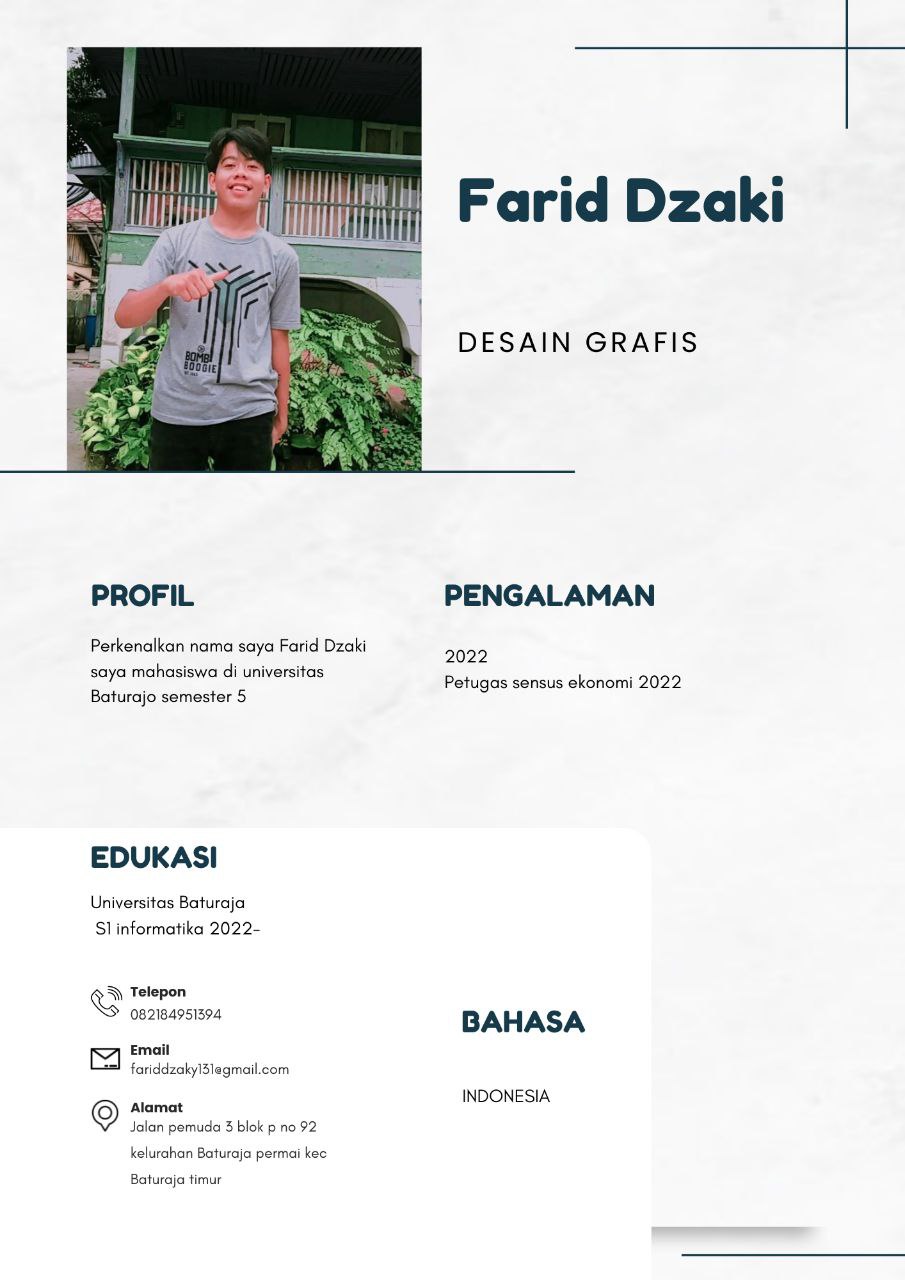 Farid Dzaki
DESAIN GRAFIS
BOMB
BOOGIE
PROFIL
Perkenalkan nama saya Farid Dzaki
saya mahasiswa di universitas
Baturajo semester 5
PENGALAMAN
2022
Petugas sensus ekonomi 2022
EDUKASI
Universitas Baturaja
S1 informatika 2022-
Telepon
082184951394
Email
fariddzaky131@gmail.com
Alamat
Jalan pemuda 3 blok p no 92
kelurahan Baturaja permai kec
Baturaja timur
BAHASA
INDONESIA